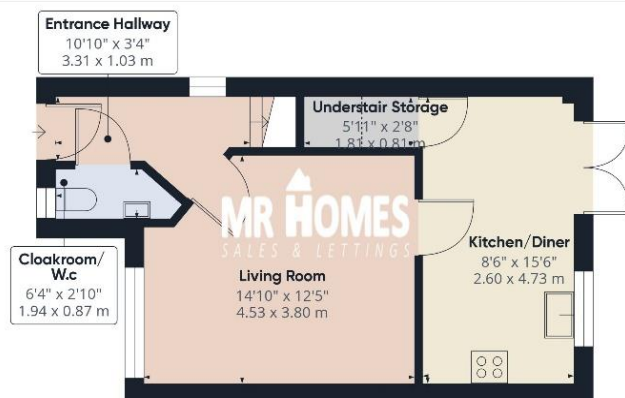 Entrance Hallway
10'10" x 3'4"
3.31 x 1.03 m
Understair Storage
5'11" x 2'8"
1.81 x 0.81 m
MR HOMES
SALES & LETTINGS
Kitchen/Diner
8'6" x 15'6"
2.60 x 4.73 m
Cloakroom/
W.c
6'4" x 2'10"
1.94 x 0.87 m
Living Room
14'10" x 12'5"
4.53 x 3.80 m